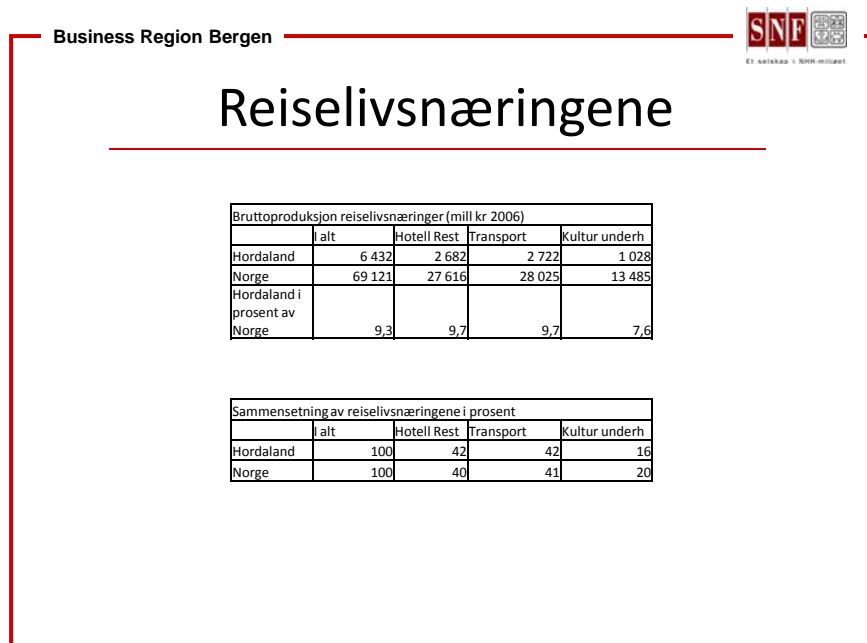 Business Region Bergen
SNF
Et selskap i NHH-miljøet
Reiselivsnæringene
Bruttoproduksjon reiselivsnæringer (mill kr 2006)
I alt Hotell Rest Transport Kultur underh
Hordaland 6 432 2 682 2 722 1 028
Norge 69 121 27 616 28 025 13 485
Hordaland i
prosent av
Norge 9,3 9,7 9,7 7,6
Sammensetning av reiselivsnæringene i prosent
I alt Hotell Rest Transport Kultur underh
Hordaland 100 42 42 16
Norge 100 40 41 20